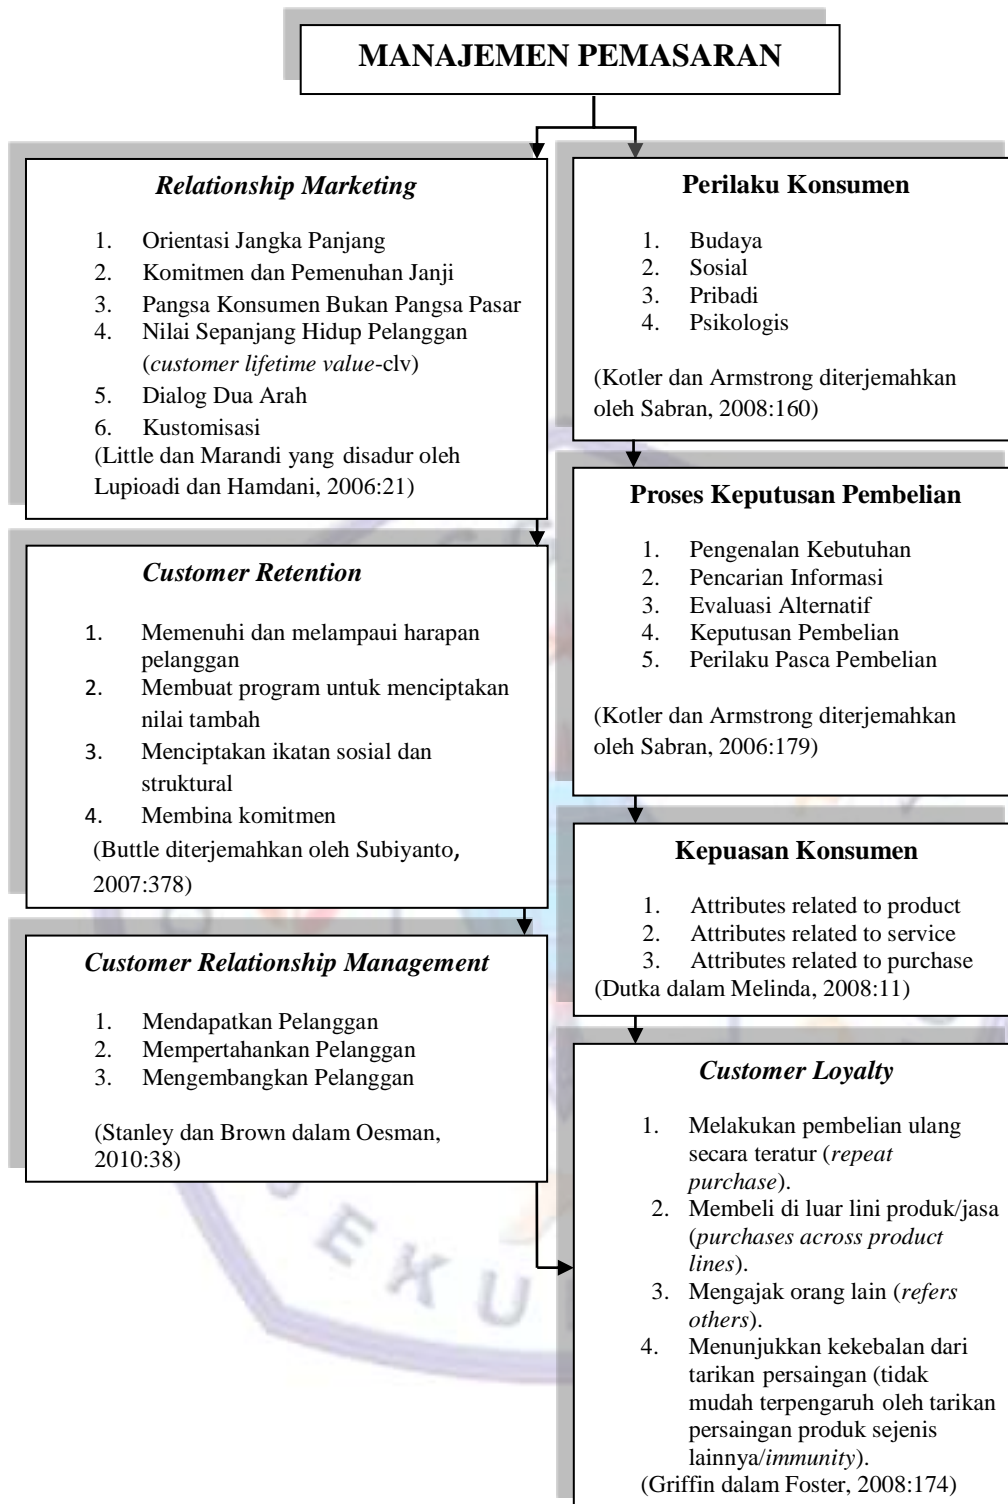 MANAJEMEN PEMASARAN
Relationship Marketing
1. Orientasi Jangka Panjang
2. Komitmen dan Pemenuhan Janji
3. Pangsa Konsumen Bukan Pangsa Pasar
4. Nilai Sepanjang Hidup Pelanggan
(customer lifetime value-clv)
5. Dialog Dua Arah
6. Kustomisasi
(Little dan Marandi yang disadur oleh
Lupioadi dan Hamdani, 2006:21)
Customer Retention
1. Memenuhi dan melampaui harapan
pelanggan
2. Membuat program untuk menciptakan
nilai tambah
3. Menciptakan ikatan sosial dan
struktural
4. Membina komitmen
(Buttle diterjemahkan oleh Subiyanto,
2007:378)
Customer Relationship Management
1. Mendapatkan Pelanggan
2. Mempertahankan Pelanggan
3. Mengembangkan Pelanggan
(Stanley dan Brown dalam Oesman,
2010:38)
Perilaku Konsumen
1. Budaya
2. Sosial
3. Pribadi
4. Psikologis
(Kotler dan Armstrong diterjemahkan
oleh Sabran, 2008:160)
Proses Keputusan Pembelian
1. Pengenalan Kebutuhan
2. Pencarian Informasi
3. Evaluasi Alternatif
4. Keputusan Pembelian
5. Perilaku Pasca Pembelian
(Kotler dan Armstrong diterjemahkan
oleh Sabran, 2006:179)
Kepuasan Konsumen
1. Attributes related to product
2. Attributes related to service
3. Attributes related to purchase
(Dutka dalam Melinda, 2008:11)
Customer Loyalty
1. Melakukan pembelian ulang
secara teratur (repeat
purchase).
2. Membeli di luar lini produk/jasa
(purchases across product
lines).
3. Mengajak orang lain (refers
others).
4. Menunjukkan kekebalan dari
tarikan persaingan (tidak
mudah terpengaruh oleh tarikan
persaingan produk sejenis
lainnya/immunity).
(Griffin dalam Foster, 2008:174)